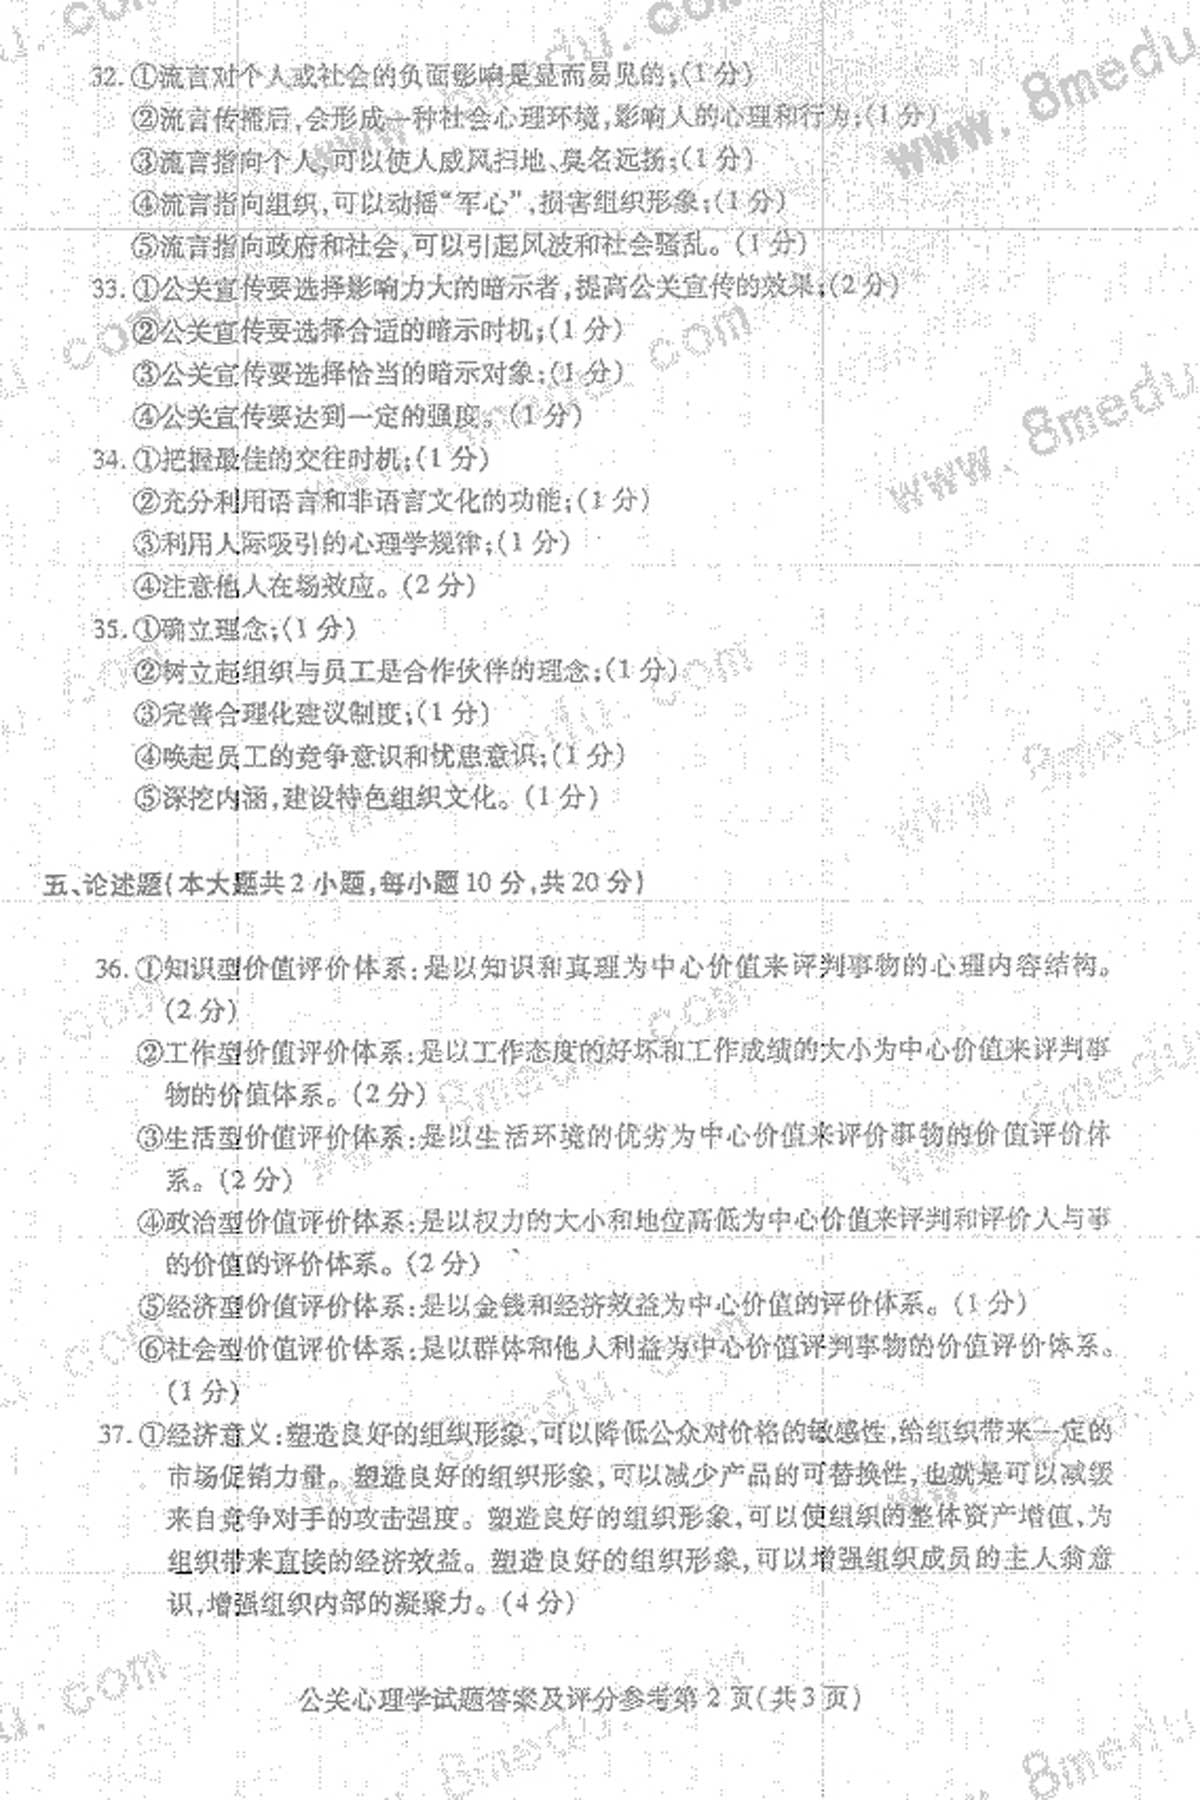 32. ①流言对个人或社会的负面影响是显而易见的;(1分)
②流言传播后,会形成一种社会心理环境,影响人的心理和行为;(1分)
③流言指向个人,可以使人威风扫地、臭名远扬;(1分)
④流言指向组织,可以动摇“军心”,损害组织形象;(1分)
⑤流言指向政府和社会,可以引起风波和社会骚乱。(1分)
33. ①公关宣传要选择影响力大的暗示者,提高公关宣传的效果;(2分)
②公关宣传要选择合适的暗示时机;(1分)
③公关宣传要选择恰当的暗示对象;(1分)
④公关宣传要达到一定的强度。(1分)
34. ①把握最佳的交往时机;(1分)
②充分利用语言和非语言文化的功能;(1分)
③利用人际吸引的心理学规律;(1分)
④注意他人在场效应。(2分)
35. ①确立理念;(1分)
②树立起组织与员工是合作伙伴的理念;(1分)
③完善合理化建议制度;(1分)
④唤起员工的竞争意识和忧患意识;(1分)
⑤深挖内涵,建设特色组织文化。(1分)
五、论述题(本大题共2小题,每小题10分,共20分)
36. ①知识型价值评价体系:是以知识和真理为中心价值来评判事物的心理内容结构。
(2分)
②工作型价值评价体系:是以工作态度的好坏和工作成绩的大小为中心价值来评判事
物的价值体系。(2分)
③生活型价值评价体系:是以生活环境的优劣为中心价值来评价事物的价值评价体
系。(2分)
④政治型价值评价体系:是以权力的大小和地位高低为中心价值来评判和评价人与事
的价值的评价体系。(2分)
⑤经济型价值评价体系:是以金钱和经济效益为中心价值的评价体系。(1分)
⑥社会型价值评价体系:是以群体和他人利益为中心价值评判事物的价值评价体系。
(1分)
37. ①经济意义:塑造良好的组织形象,可以降低公众对价格的敏感性,给组织带来一定的
市场促销力量。塑造良好的组织形象,可以减少产品的可替换性,也就是可以减缓
来自竞争对手的攻击强度。塑造良好的组织形象,可以使组织的整体资产增值,为
组织带来直接的经济效益。塑造良好的组织形象,可以增强组织成员的主人翁意
识,增强组织内部的凝聚力。(4分)
公关心理学试题答案及评分参考第2页(共3页)
www.8medu.com